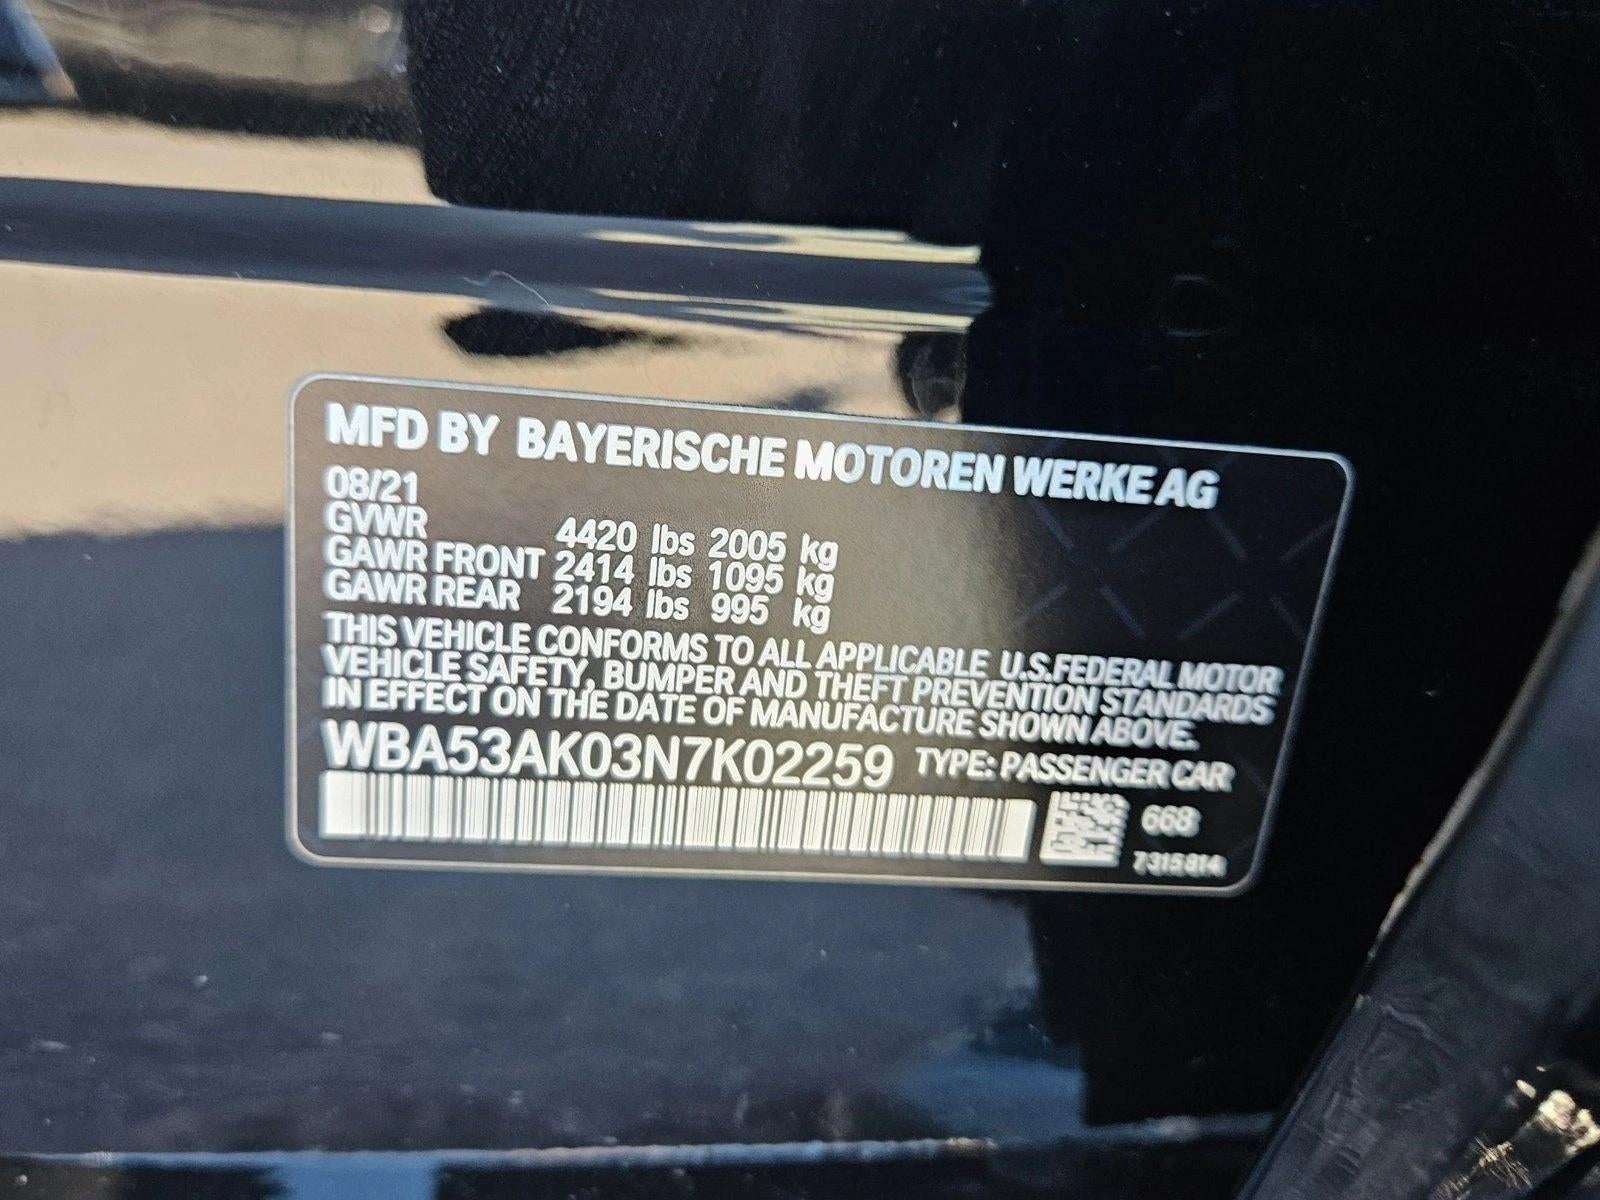 MFD BY BAYERISCHE MOTOREN WERKE AG
08/21
GVWR 4420 lbs 2005 kg
GAWR FRONT 2414 lbs 1095 kg
GAWR REAR 2194 lbs 995 kg
THIS VEHICLE CONFORMS TO ALL APPLICABLE U.S.FEDERAL MOTOR
VEHICLE SAFETY, BUMPER AND THEFT PREVENTION STANDARDS
IN EFFECT ON THE DATE OF MANUFACTURE SHOWN ABOVE.
WBA53AK03N7K02259 TYPE: PASSENGER CAR
668
7315814